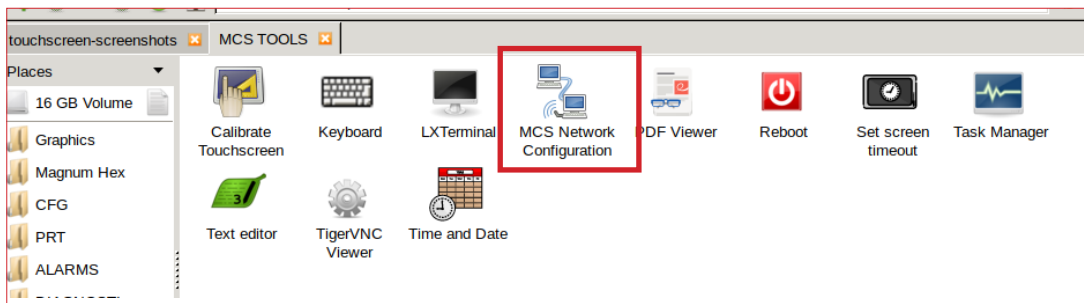 touchscreen-screenshots
MCS TOOLS
Places
16 GB Volume
Graphics
Magnum Hex
CFG
PRT
ALARMS
Calibrate
Touchscreen
Keyboard
LXTerminal
MCS Network
Configuration
PDF Viewer
Reboot
Set screen
timeout
Task Manager
Text editor
TigerVNC
Viewer
Time and Date